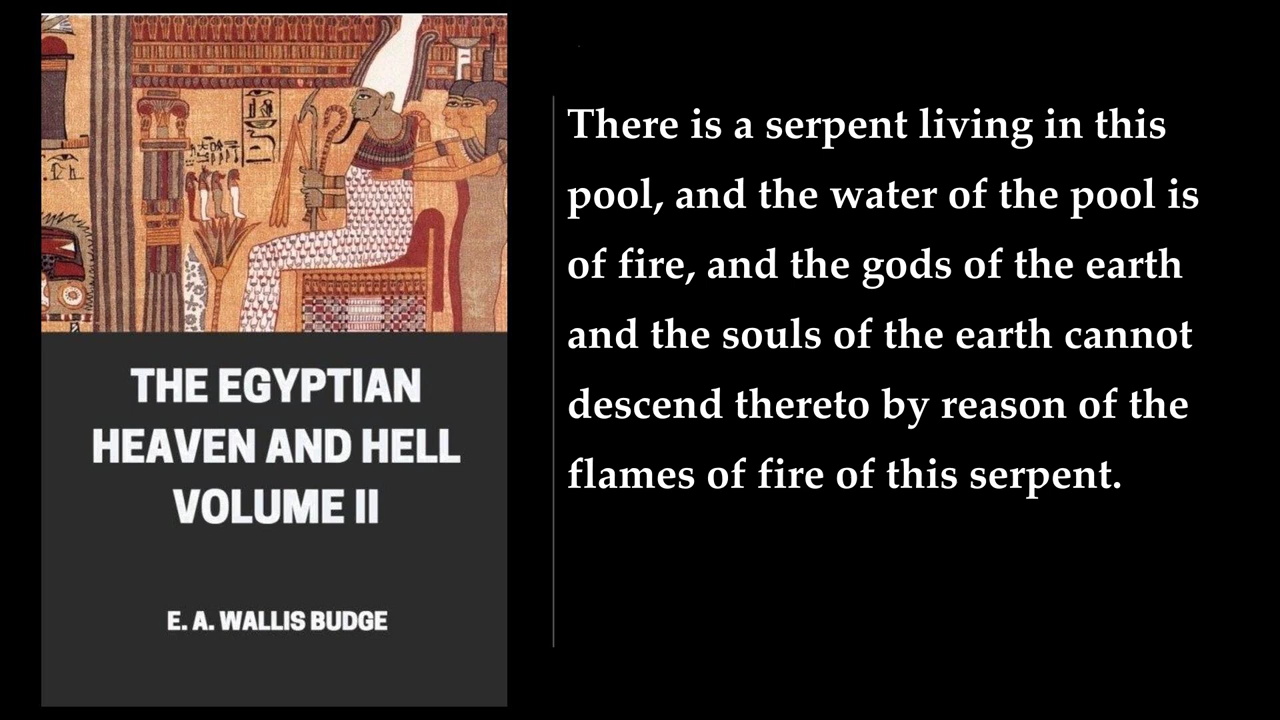 THE EGYPTIAN
HEAVEN AND HELL
VOLUME II
E. A. WALLIS BUDGE
There is a serpent living in this
pool, and the water of the pool is
of fire, and the gods of the earth
and the souls of the earth cannot
descend thereto by reason of the
flames of fire of this serpent.